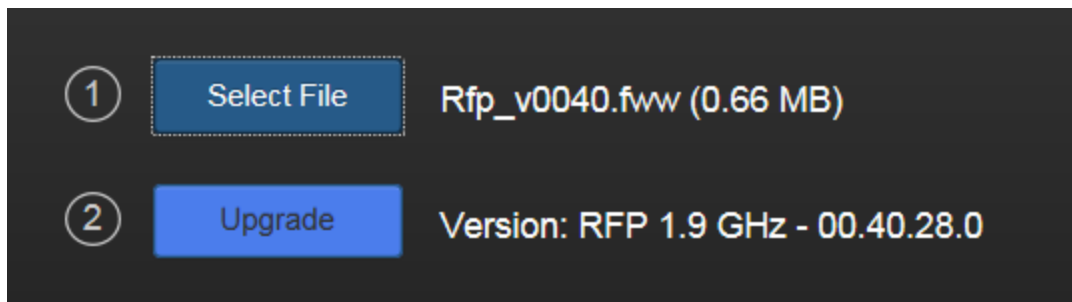 1 Select File Rfp_v0040.fww (0.66 MB)
2 Upgrade Version: RFP 1.9 GHz - 00.40.28.0